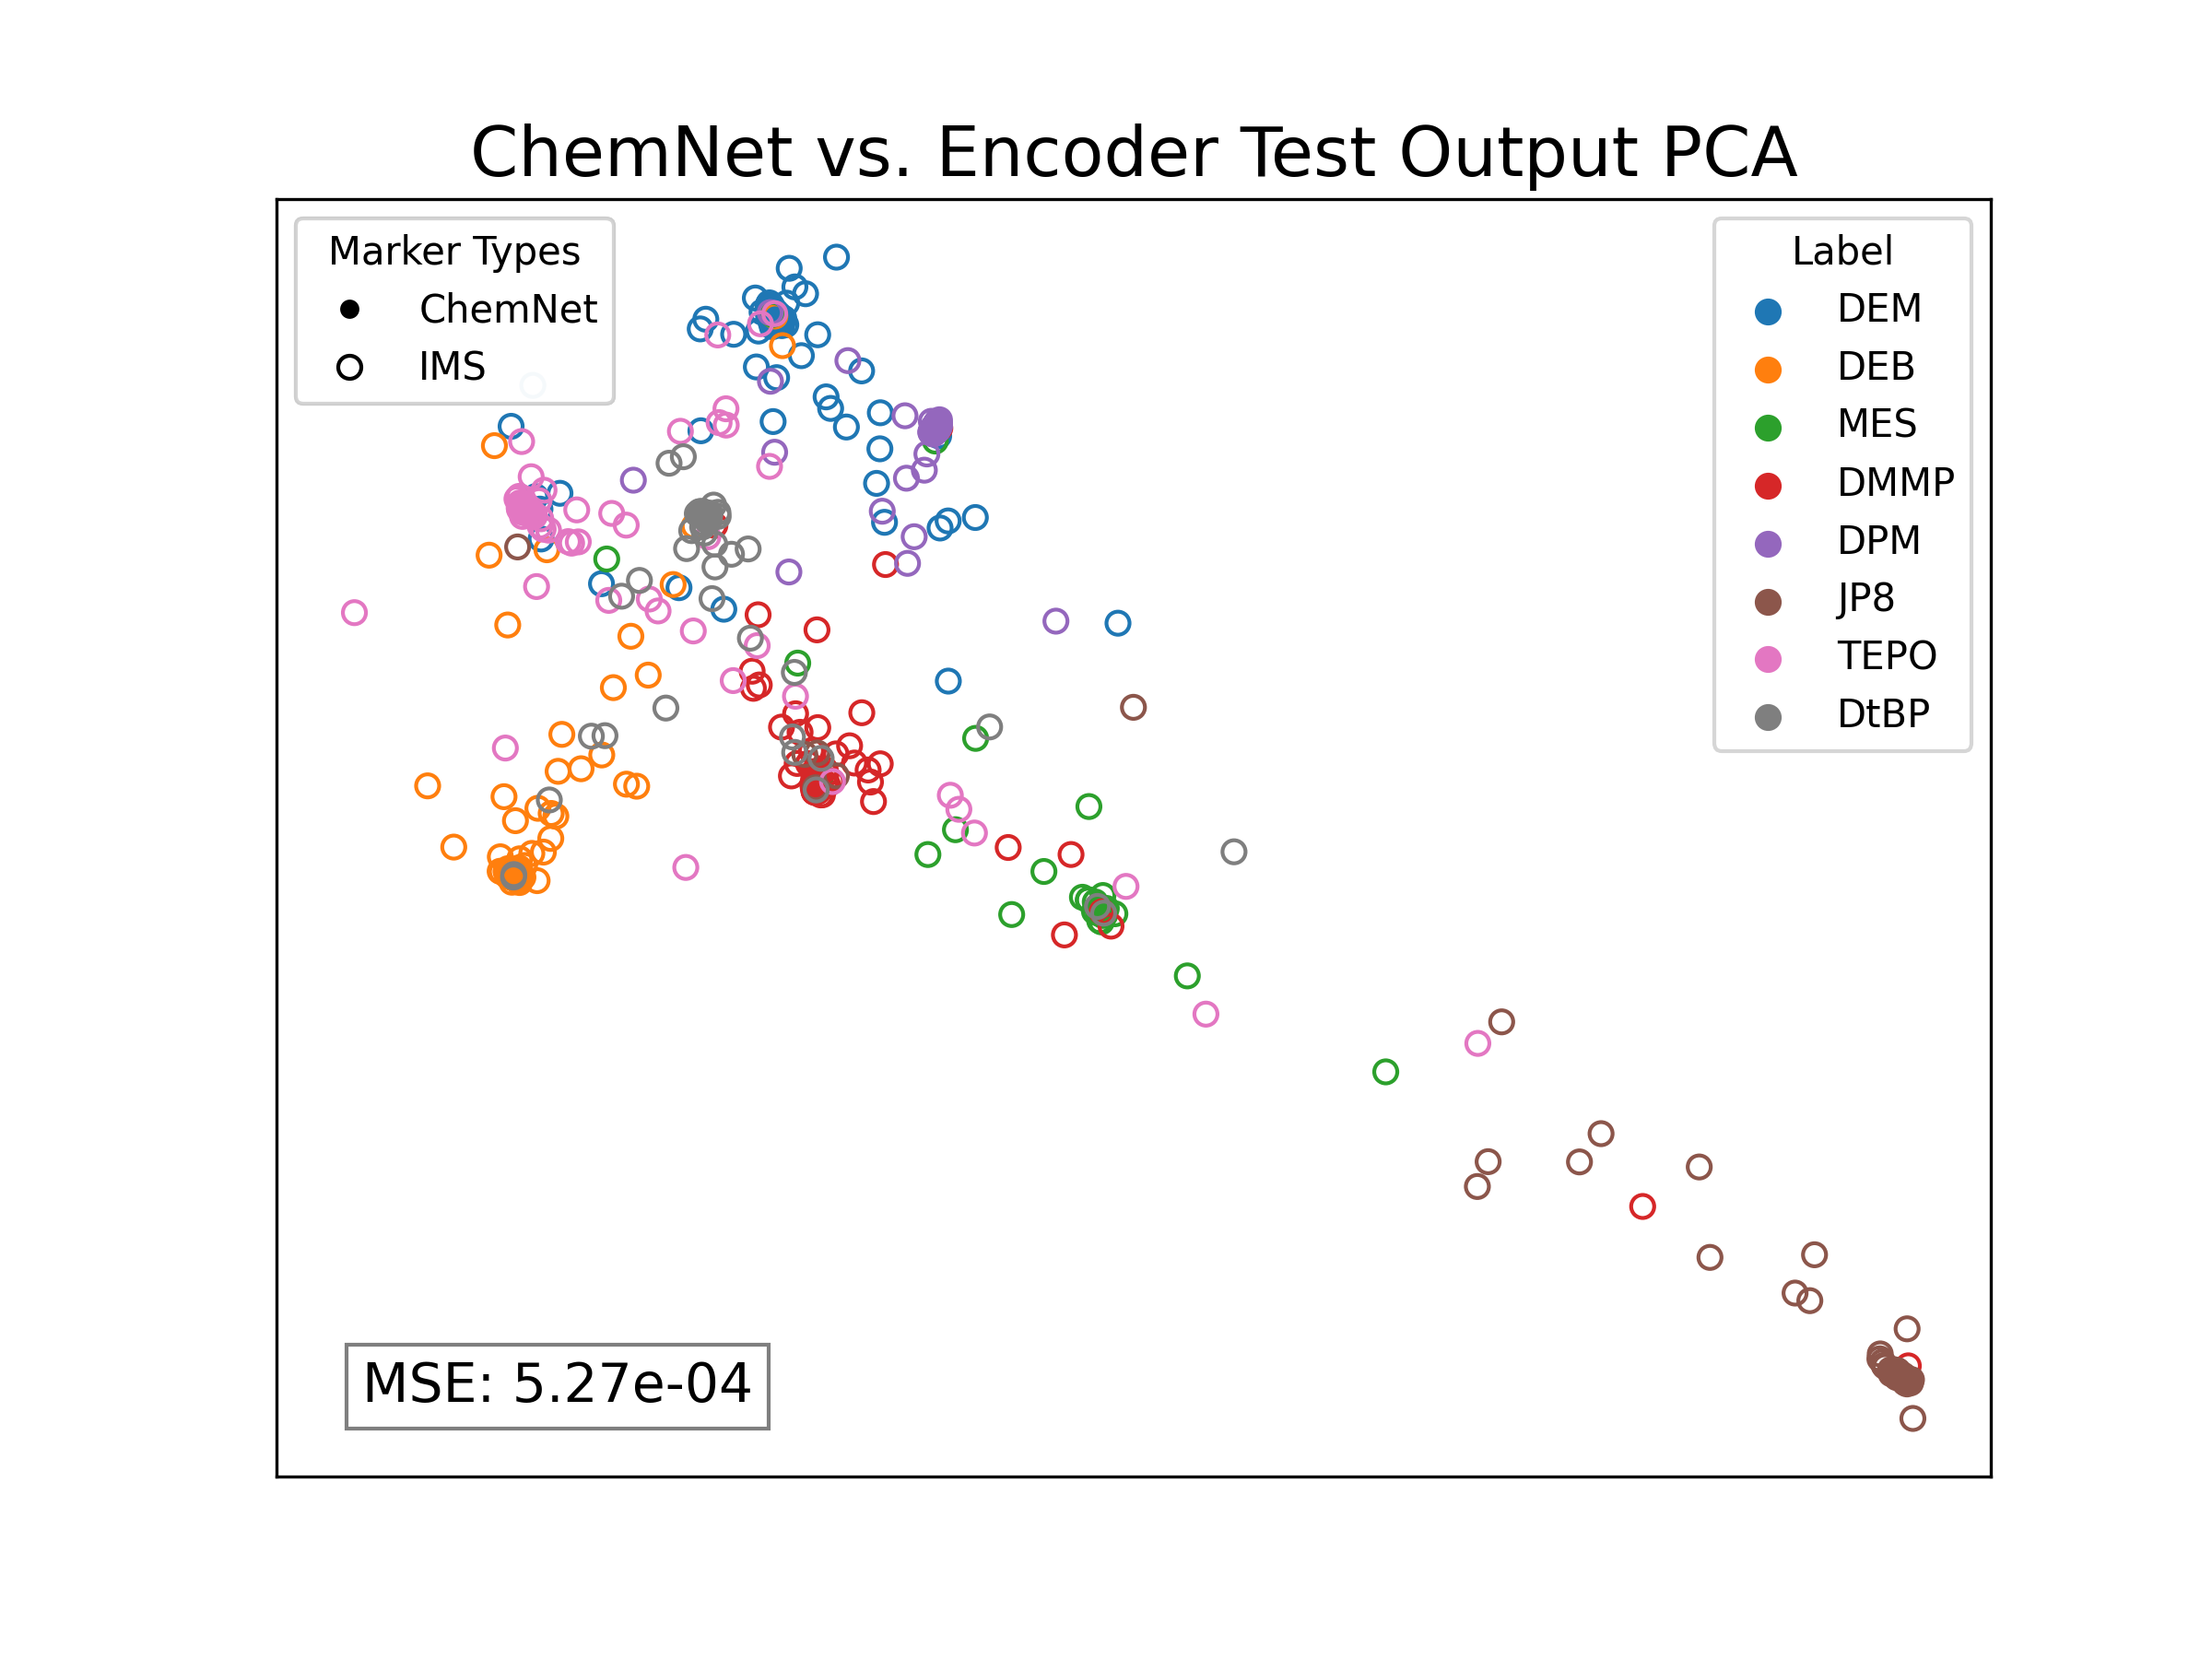 ChemNet vs. Encoder Test Output PCA
Marker Types
ChemNet
IMS
Label
DEM
DEB
MES
DMMP
DPM
JP8
TEPO
DtBP
MSE: 5.27e-04